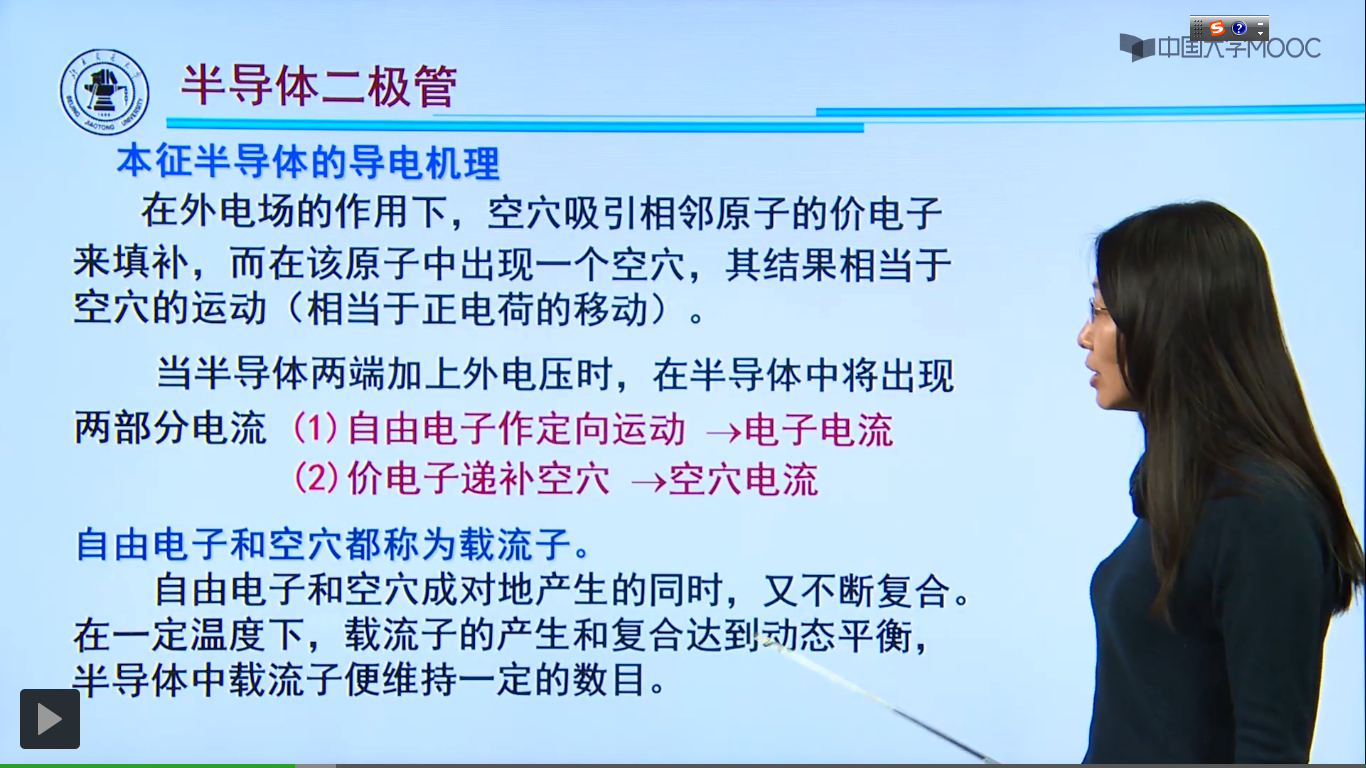 中国大学MOOC
半导体二极管
BEIJING JIAOTONG UNIVERSITY
本征半导体的导电机理
在外电场的作用下，空穴吸引相邻原子的价电子
来填补，而在该原子中出现一个空穴，其结果相当于
空穴的运动（相当于正电荷的移动）。
当半导体两端加上外电压时，在半导体中将出现
两部分电流 (1)自由电子作定向运动 →电子电流
(2)价电子递补空穴 →空穴电流
自由电子和空穴都称为载流子。
自由电子和空穴成对地产生的同时，又不断复合。
在一定温度下，载流子的产生和复合达到动态平衡，
半导体中载流子便维持一定的数目。